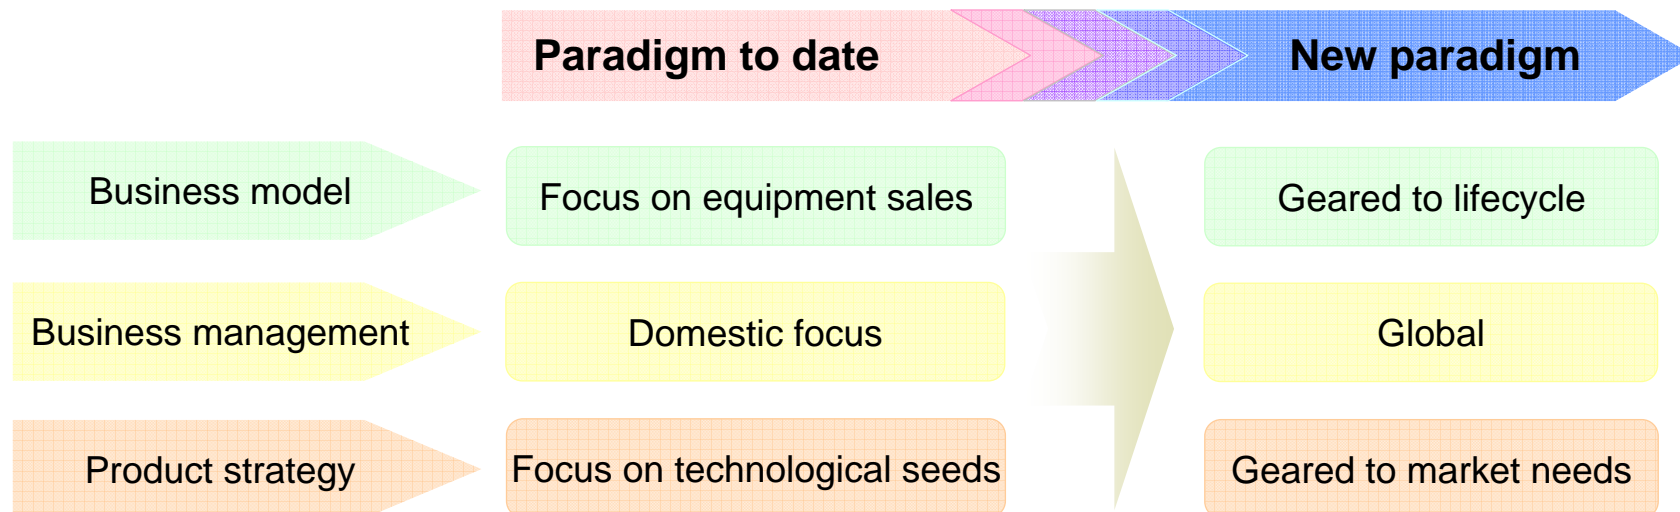 Paradigm to date
New paradigm
Business model
Focus on equipment sales
Geared to lifecycle
Business management
Domestic focus
Global
Product strategy
Focus on technological seeds
Geared to market needs